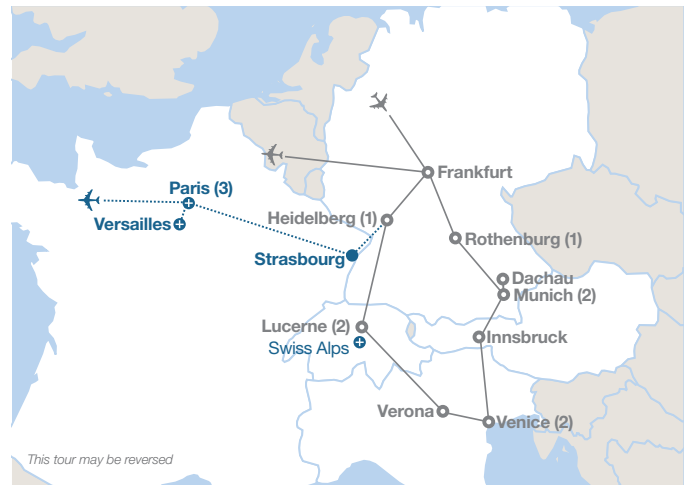 Frankfurt
Paris (3)
Heidelberg (1)
Versailles
Rothenburg (1)
Strasbourg
Dachau
Munich (2)
Lucerne (2)
Innsbruck
Swiss Alps
Verona
Venice (2)
This tour may be reversed